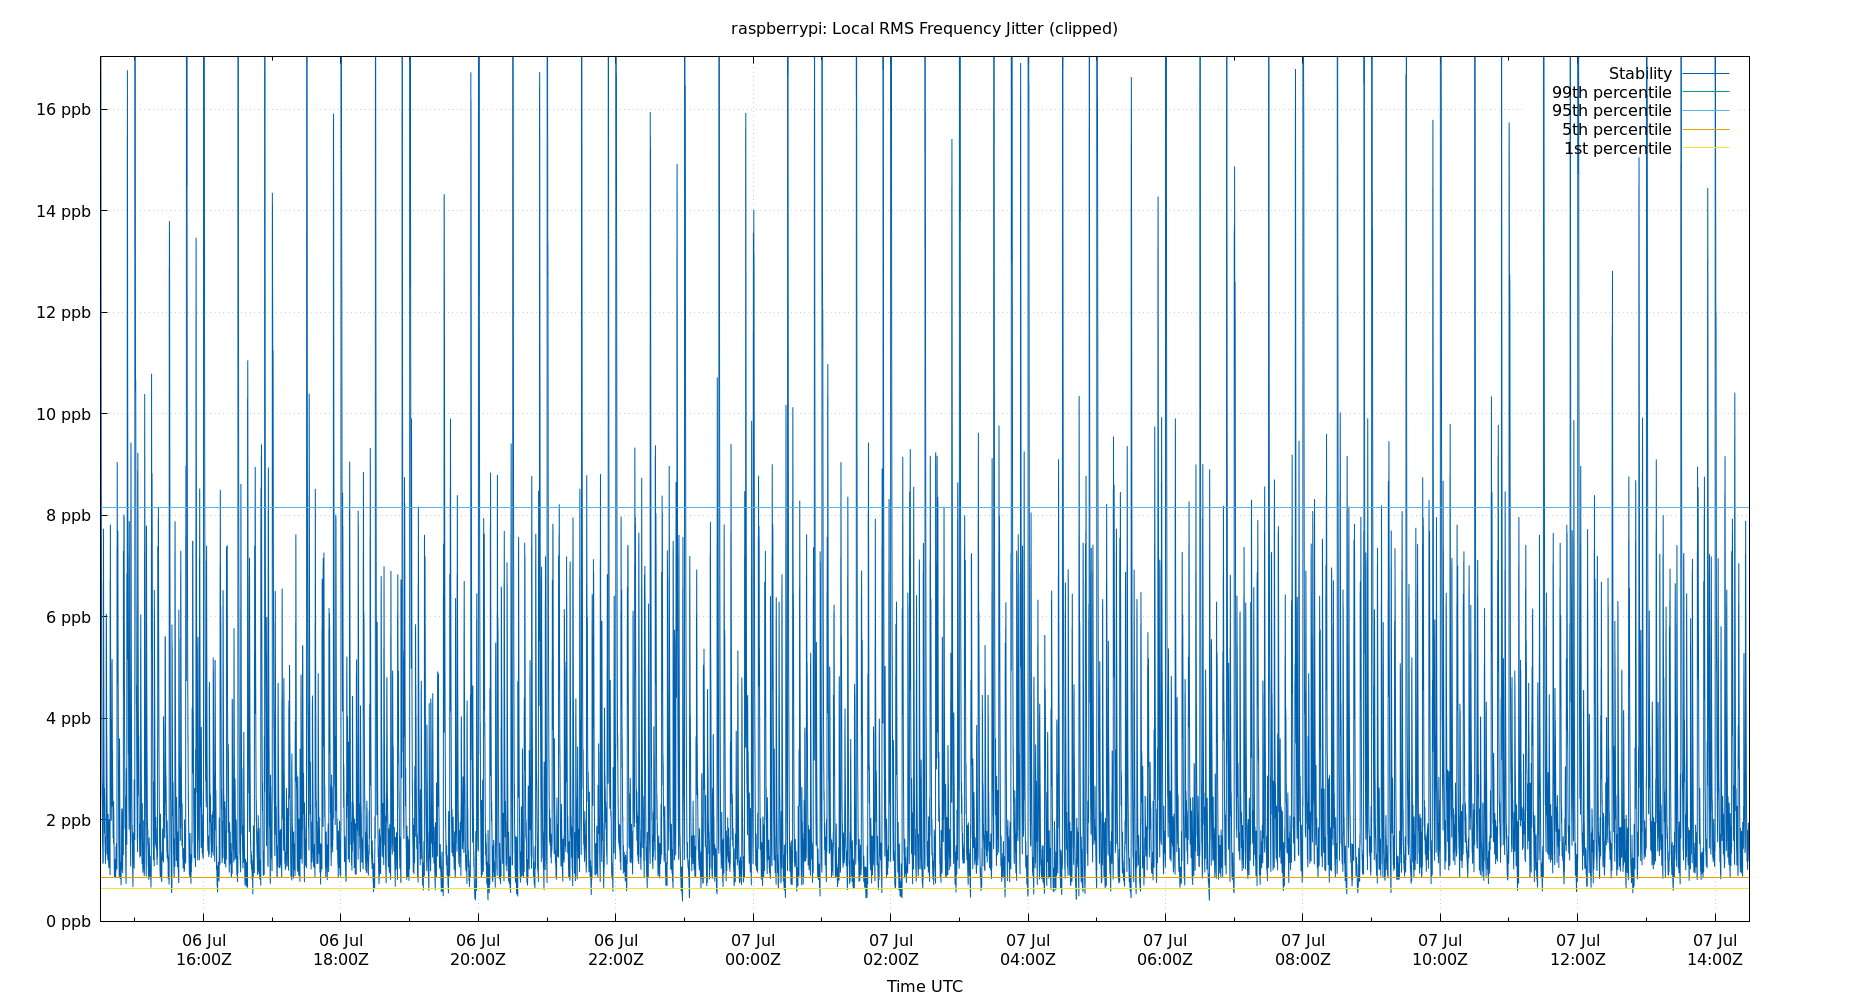 raspberrypi: Local RMS Frequency Jitter (clipped)
Stability
99th percentile
95th percentile
5th percentile
1st percentile
16 ppb
14 ppb
12 ppb
10 ppb
8 ppb
6 ppb
4 ppb
2 ppb
0 ppb
06 Jul 06 Jul 06 Jul 06 Jul 07 Jul 07 Jul 07 Jul 07 Jul 07 Jul 07 Jul 07 Jul 07 Jul
16:00Z 18:00Z 20:00Z 22:00Z 00:00Z 02:00Z 04:00Z 06:00Z 08:00Z 10:00Z 12:00Z 14:00Z
Time UTC